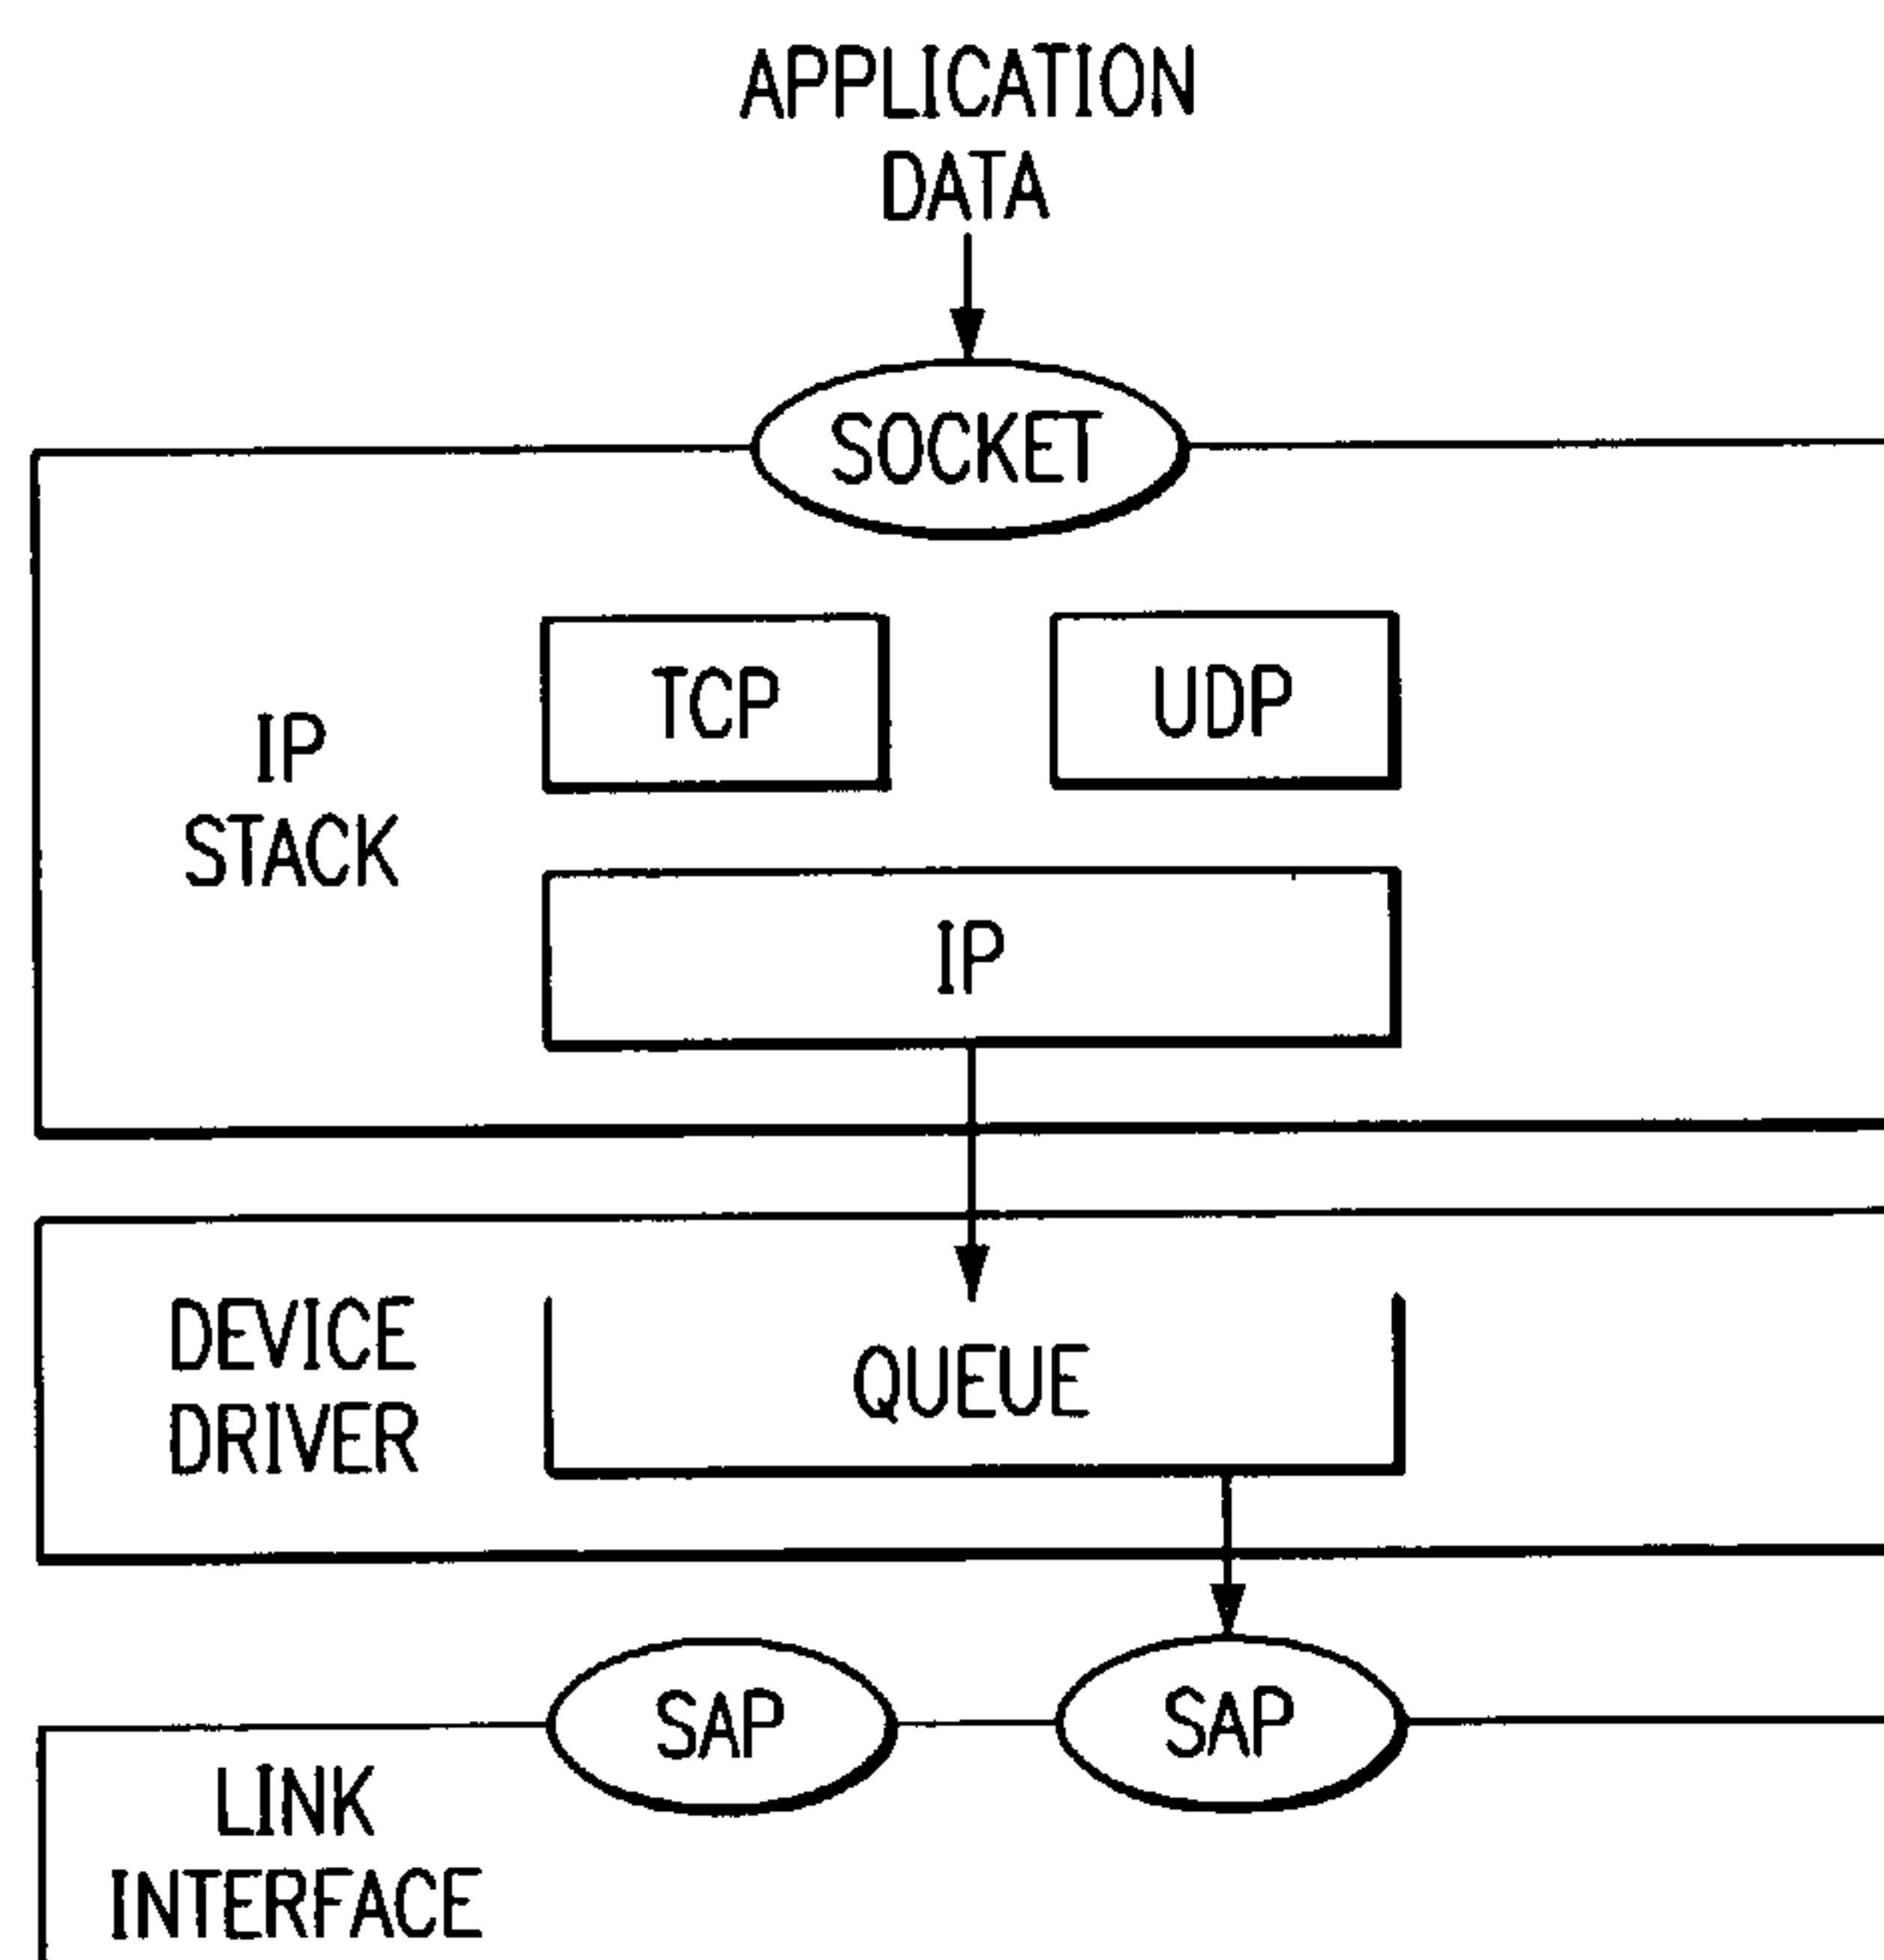 APPLICATION
DATA
SOCKET
TCP
UDP
IP
STACK
IP
DEVICE
DRIVER
QUEUE
SAP
SAP
LINK
INTERFACE